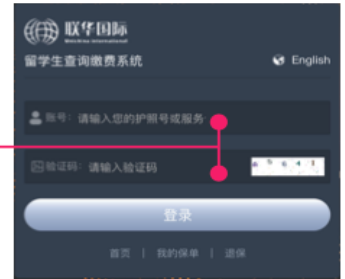 联华国际
留学生查询缴费系统
English
账号: 请输入您的护照号或服务
验证码: 请输入验证码
登录
首页 | 我的保单 | 退保